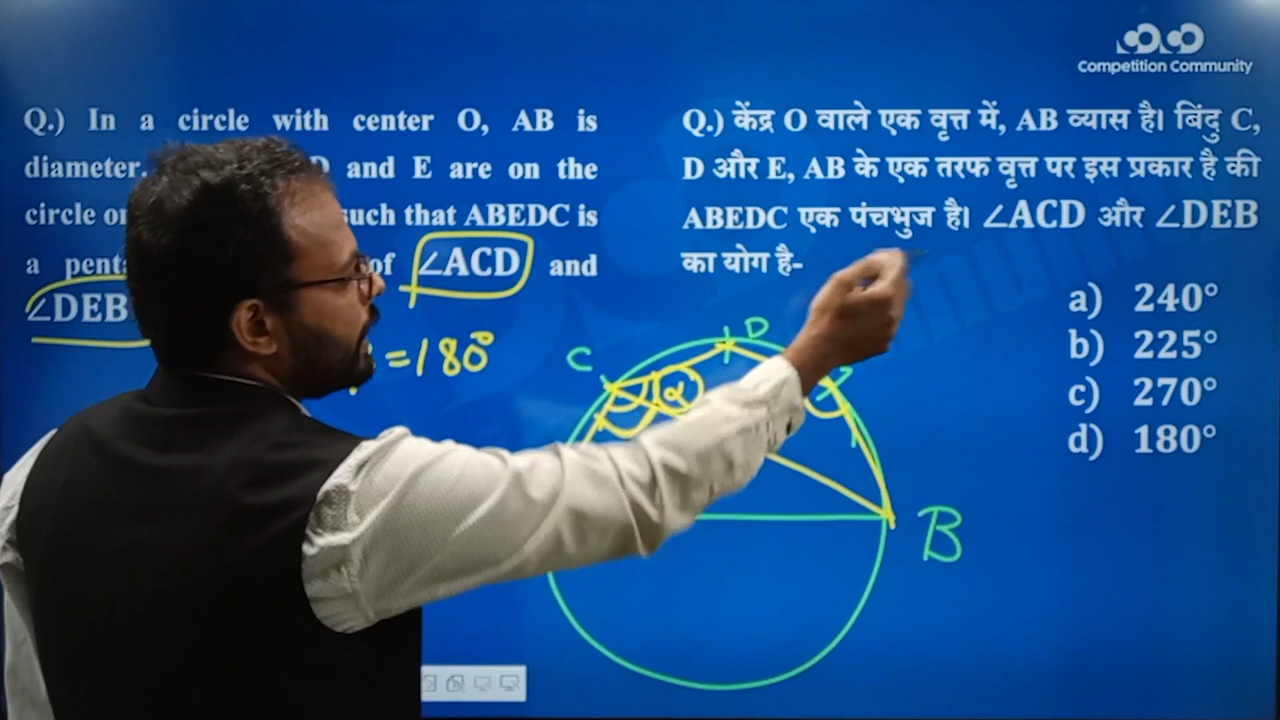 Competition Community
Q.) In a circle with center O, AB is
diameter. and E are on the
circle such that ABEDC is
a of ∠ACD and
∠DEB
= 180°
Q.) केंद्र O वाले एक वृत्त में, AB व्यास है। बिंदु C,
D और E, AB के एक तरफ वृत्त पर इस प्रकार है की
ABEDC एक पंचभुज है। ∠ACD और ∠DEB
का योग है-
a) 240°
b) 225°
c) 270°
d) 180°
C D
α
B